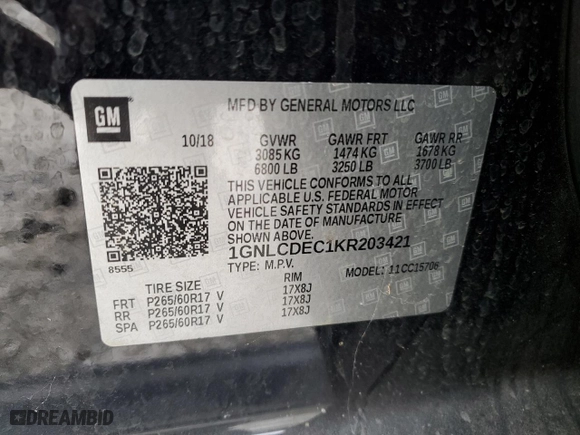 GM
MFD BY GENERAL MOTORS LLC
10/18 GVWR GAWR FRT GAWR RR
3085 KG 1474 KG 1678 KG
6800 LB 3250 LB 3700 LB
THIS VEHICLE CONFORMS TO ALL
APPLICABLE U.S. FEDERAL MOTOR
VEHICLE SAFETY STANDARDS IN EFFECT
ON THE DATE OF MANUFACTURE
SHOWN ABOVE.
1GNLCDEC1KR203421
8555
TYPE: M.P.V. MODEL: 11CC15706
TIRE SIZE RIM
FRT P265/60R17 V 17X8J
RR P265/60R17 V 17X8J
SPA P265/60R17 V 17X8J
DREAMBID